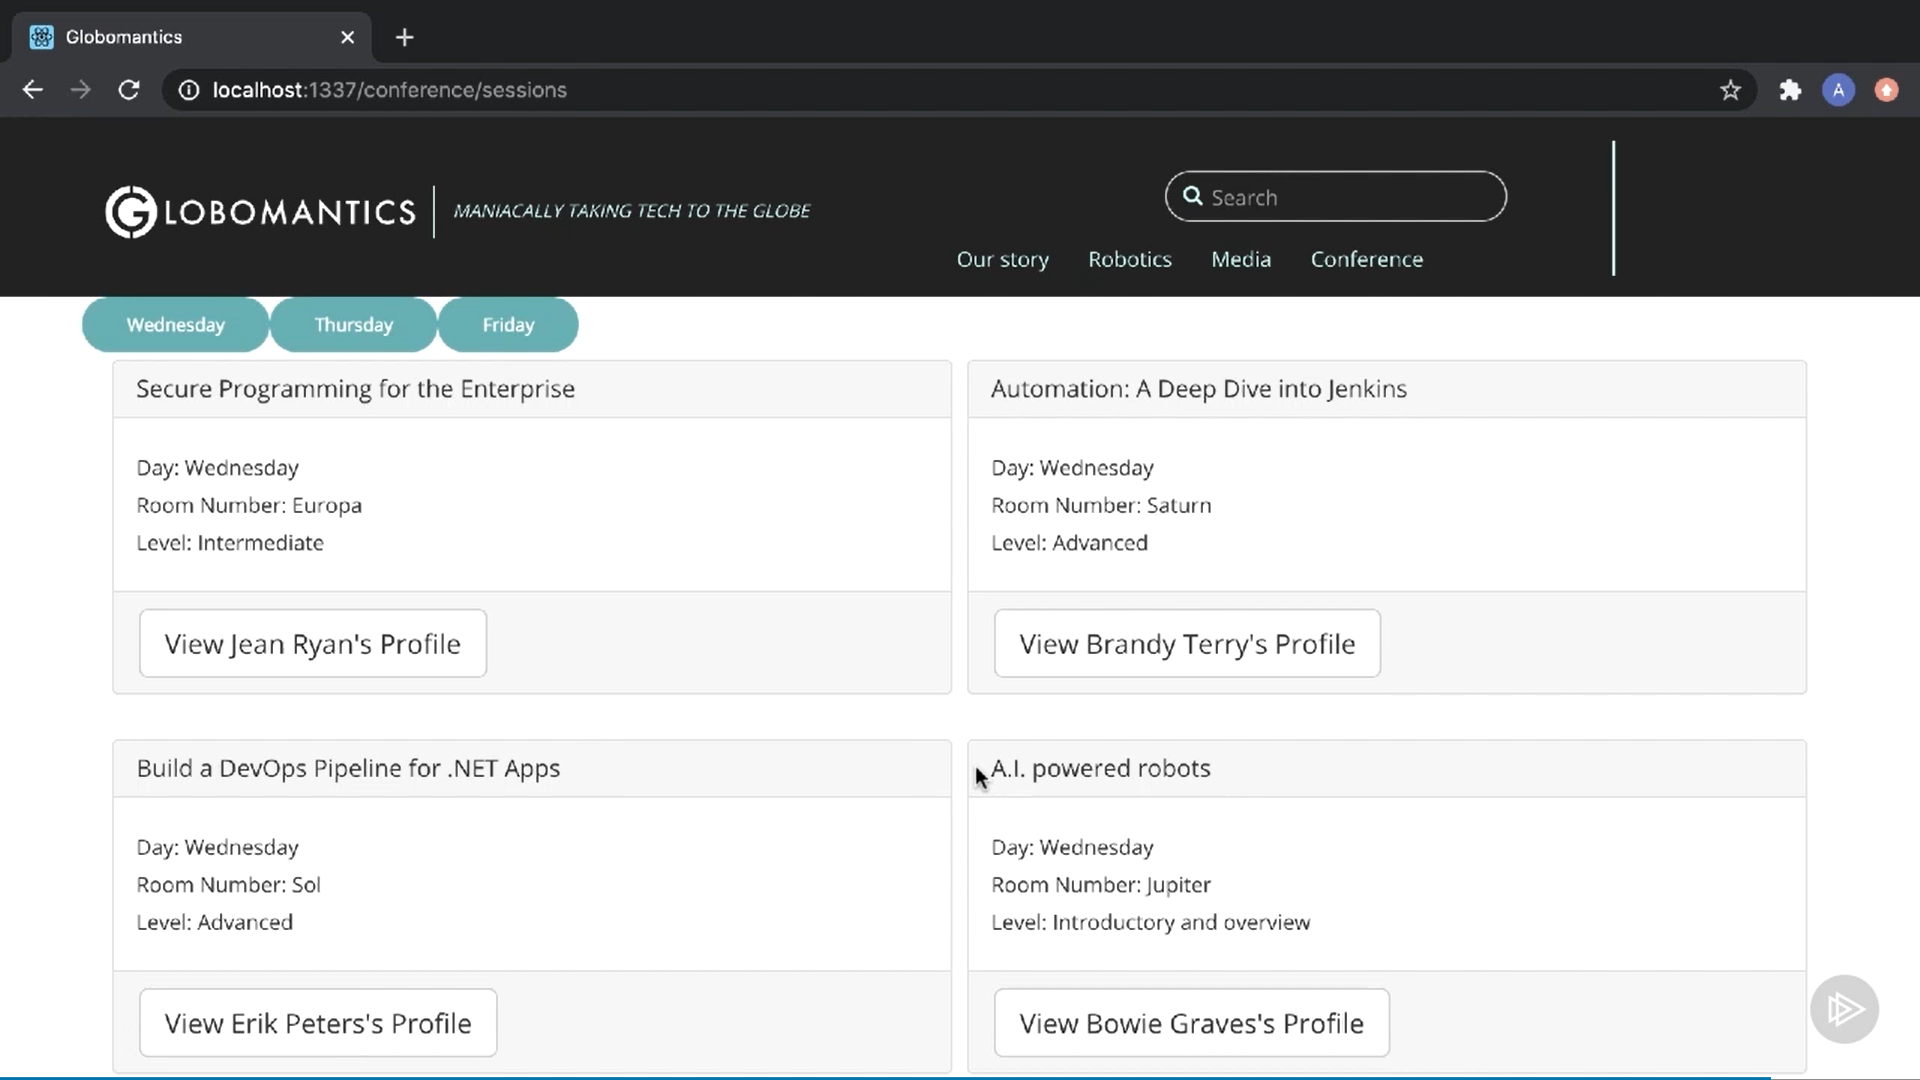 Globomantics
localhost:1337/conference/sessions
A
GLOBOMANTICS
MANIACALLY TAKING TECH TO THE GLOBE
Search
Our story Robotics Media Conference
Wednesday Thursday Friday
Secure Programming for the Enterprise
Day: Wednesday
Room Number: Europa
Level: Intermediate
View Jean Ryan's Profile
Automation: A Deep Dive into Jenkins
Day: Wednesday
Room Number: Saturn
Level: Advanced
View Brandy Terry's Profile
Build a DevOps Pipeline for .NET Apps
Day: Wednesday
Room Number: Sol
Level: Advanced
View Erik Peters's Profile
A.I. powered robots
Day: Wednesday
Room Number: Jupiter
Level: Introductory and overview
View Bowie Graves's Profile